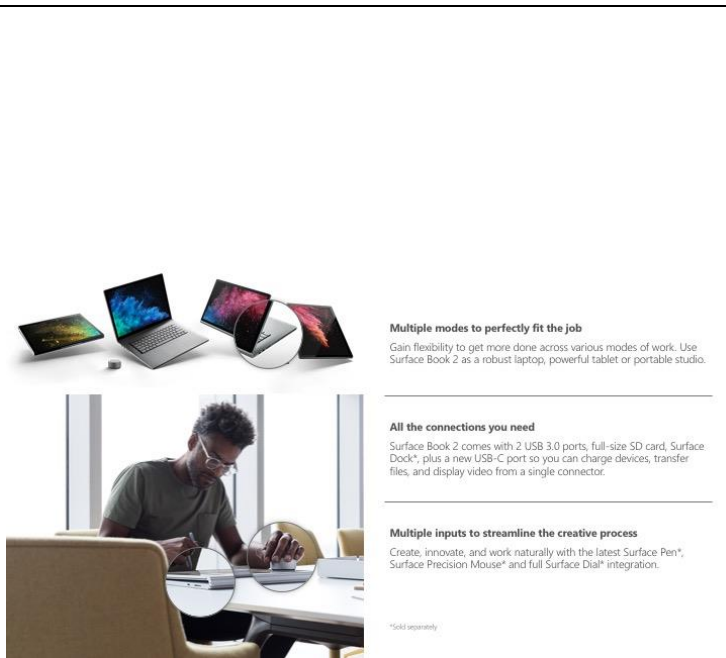 Multiple modes to perfectly fit the job
Gain flexibility to get more done across various modes of work. Use
Surface Book 2 as a robust laptop, powerful tablet or portable studio.
All the connections you need
Surface Book 2 comes with 2 USB 3.0 ports, full-size SD card, Surface
Dock*, plus a new USB-C port so you can charge devices, transfer
files, and display video from a single connector.
Multiple inputs to streamline the creative process
Create, innovate, and work naturally with the latest Surface Pen*,
Surface Precision Mouse* and full Surface Dial* integration.
*Sold separately